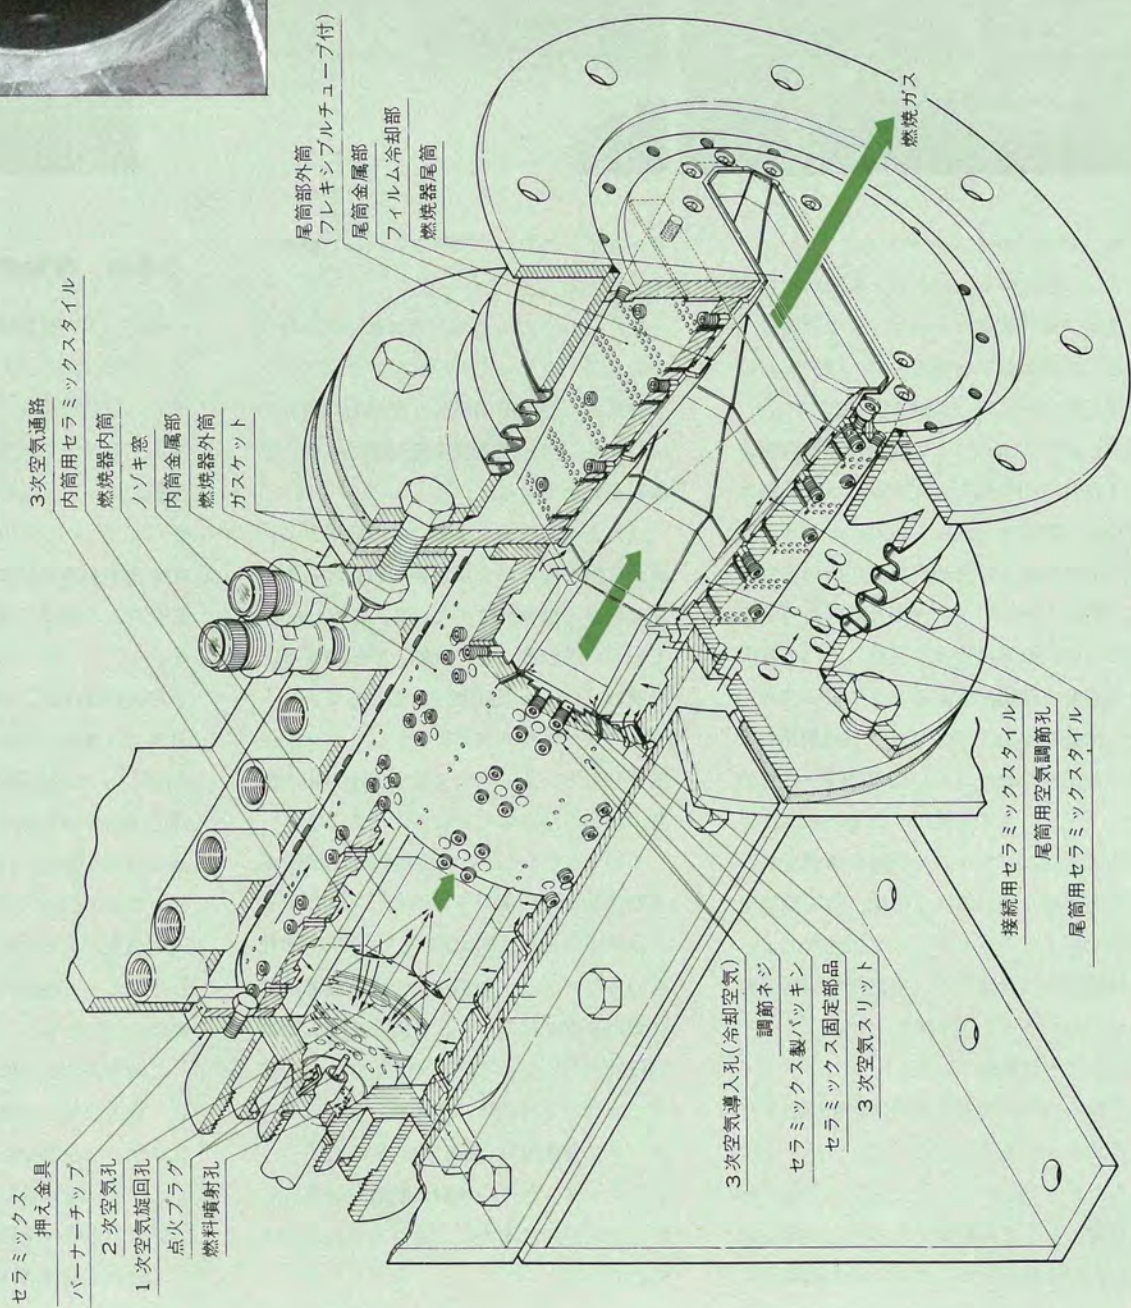 セラミックス
押え金具
バーナーチップ
2次空気孔
1次空気旋回孔
点火プラグ
燃料噴射孔
3次空気通路
内筒用セラミックスタイル
燃焼器内筒
ノゾキ窓
内筒金属部
燃焼器外筒
ガスケット
尾筒部外筒
(フレキシブルチューブ付)
尾筒金属部
フィルム冷却部
燃焼器尾筒
燃焼ガス
3次空気導入孔(冷却空気)
調節ネジ
セラミックス製パッキン
セラミックス固定部品
3次空気スリット
接続用セラミックスタイル
尾筒用空気調節孔
尾筒用セラミックスタイル